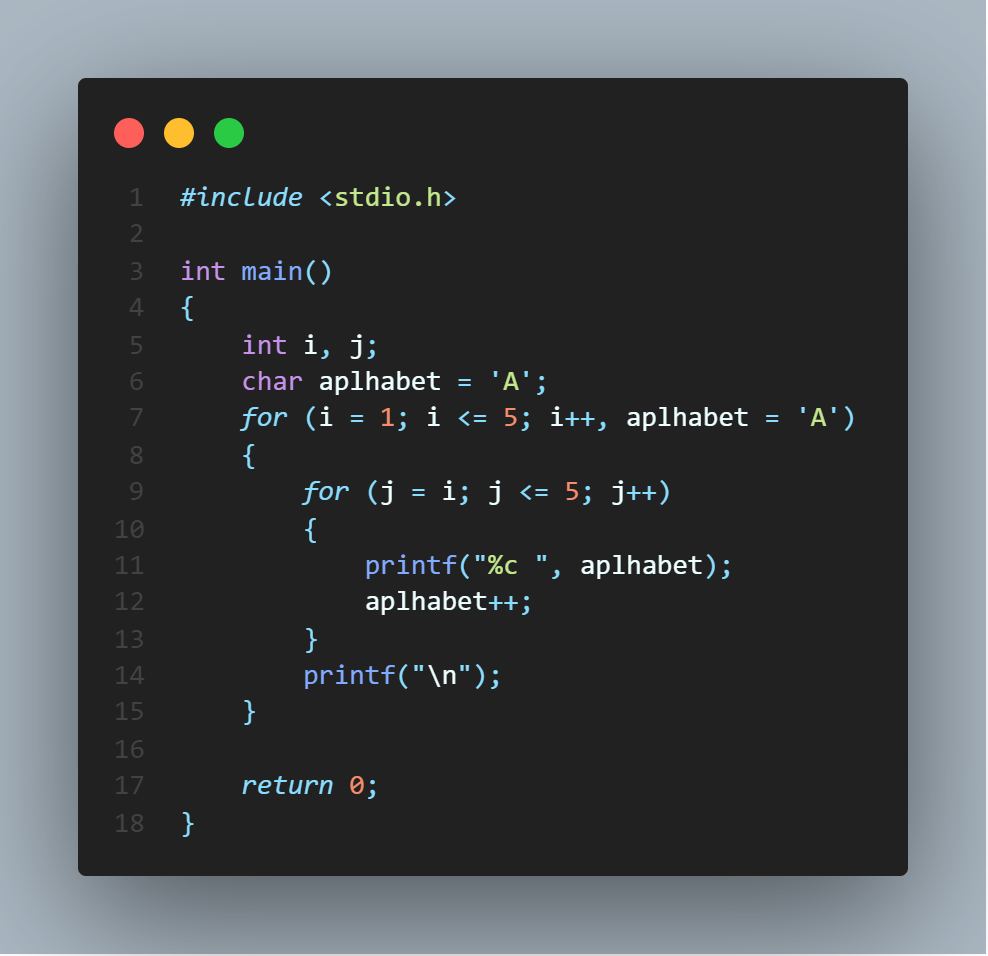 1 #include <stdio.h>
2
3 int main()
4 {
5     int i, j;
6     char aplhabet = 'A';
7     for (i = 1; i <= 5; i++, aplhabet = 'A')
8     {
9         for (j = i; j <= 5; j++)
10         {
11             printf("%c ", aplhabet);
12             aplhabet++;
13         }
14         printf("\n");
15     }
16
17     return 0;
18 }